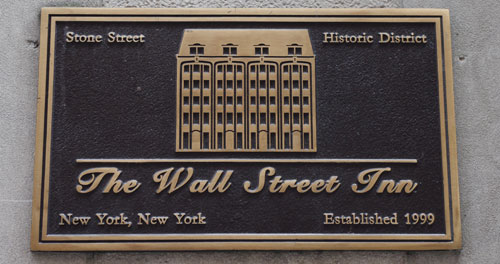 Stone Street Historic District
The Wall Street Inn
New York, New York Established 1999